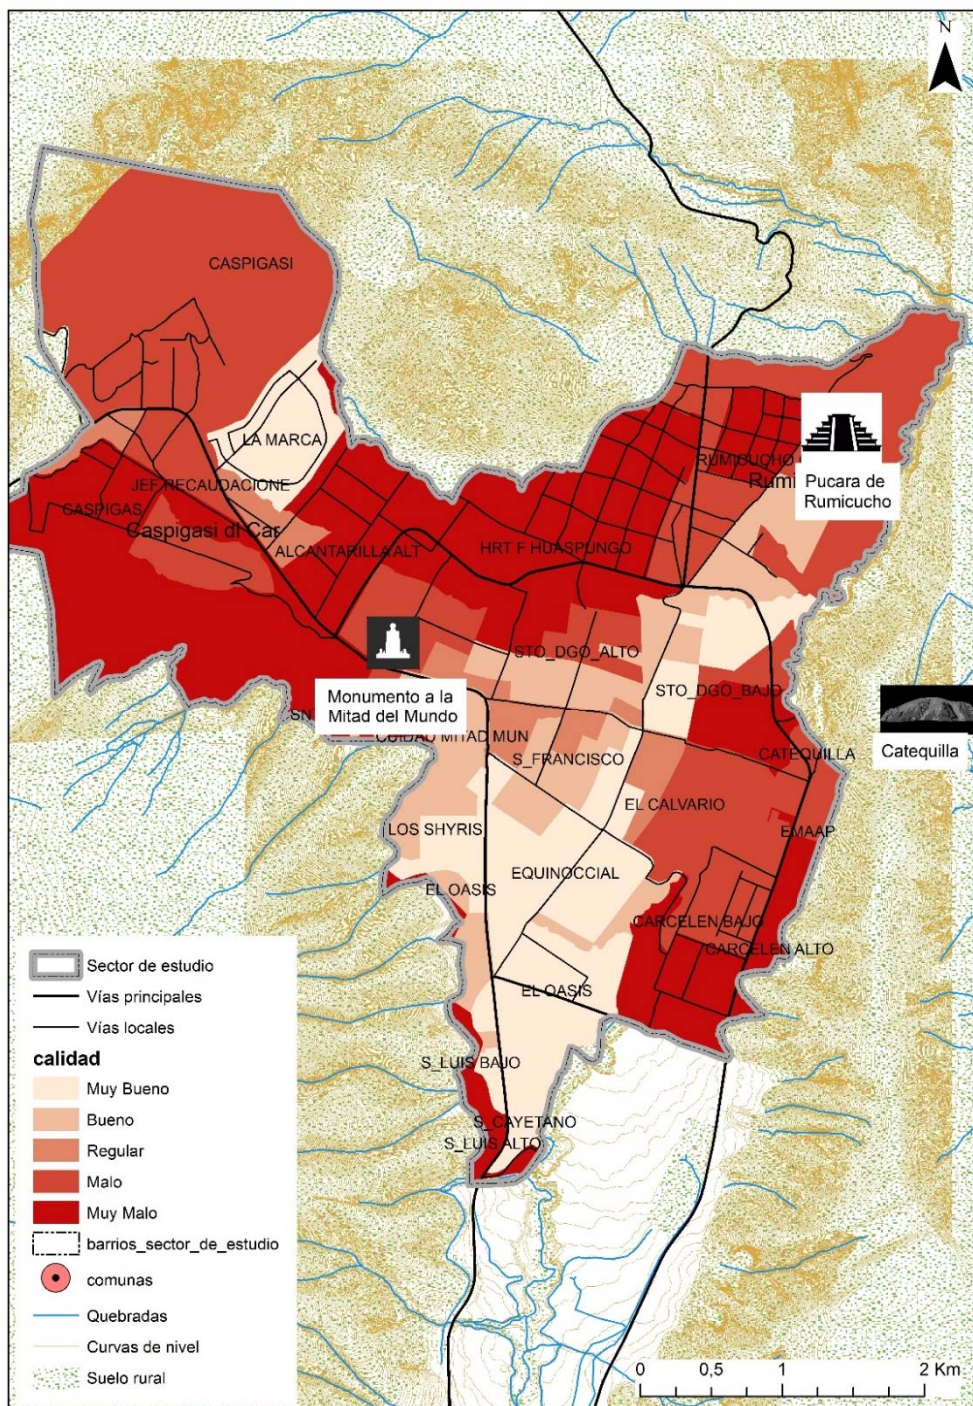 N
CASPIGASI
LA MARCA
JEF RECAUDACIONE
CASPIGAS
Caspigasi dl Car
ALCANTARILLA ALT
HRT F HUASPUNGO
RUMICUCHO
Rumi
Pucara de
Rumicucho
STO_DGO_ALTO
STO_DGO_BAJO
Monumento a la
Mitad del Mundo
MITAD MUN
S_FRANCISCO
CATEQUILLA
Catequilla
EL CALVARIO
EMAAP
LOS SHYRIS
EQUINOCCIAL
EL OASIS
CARCELEN BAJO
CARCELEN ALTO
EL OASIS
S_LUIS BAJO
S_CAYETANO
S_LUIS ALTO
Sector de estudio
Vías principales
Vías locales
calidad
Muy Bueno
Bueno
Regular
Malo
Muy Malo
barrios_sector_de_estudio
comunas
Quebradas
Curvas de nivel
Suelo rural
0 0,5 1 2 Km